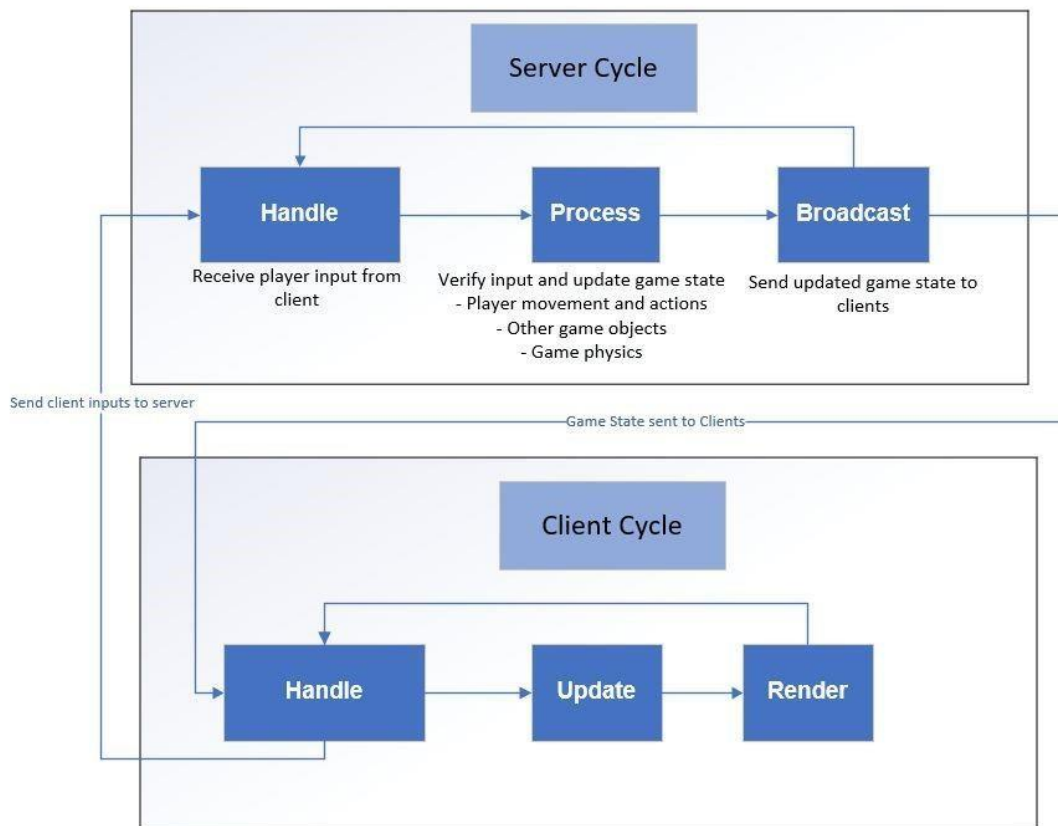 Server Cycle
Handle
Process
Broadcast
Receive player input from
client
Verify input and update game state
- Player movement and actions
- Other game objects
- Game physics
Send updated game state to
clients
Send client inputs to server
Game State sent to Clients
Client Cycle
Handle
Update
Render